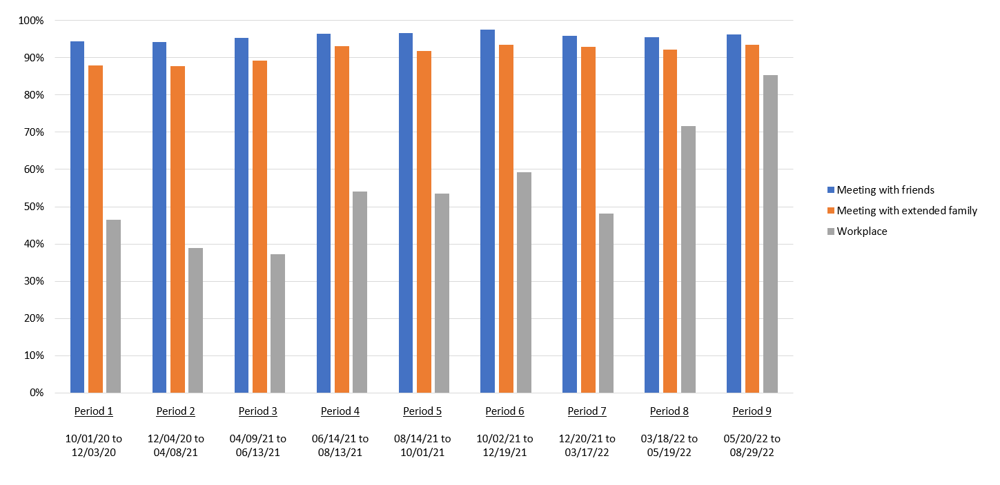 100%
90%
80%
70%
60%
50%
40%
30%
20%
10%
0%
Meeting with friends
Meeting with extended family
Workplace
Period 1
10/01/20 to
12/03/20
Period 2
12/04/20 to
04/08/21
Period 3
04/09/21 to
06/13/21
Period 4
06/14/21 to
08/13/21
Period 5
08/14/21 to
10/01/21
Period 6
10/02/21 to
12/19/21
Period 7
12/20/21 to
03/17/22
Period 8
03/18/22 to
05/19/22
Period 9
05/20/22 to
08/29/22